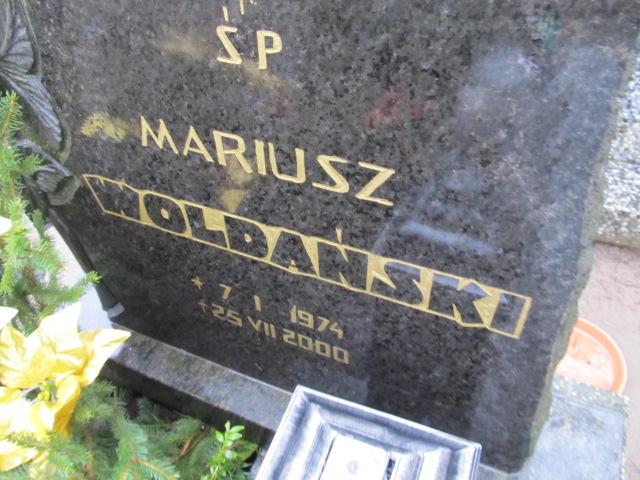 ŚP
MARIUSZ
WOLDAŃSKI
* 7 I 1974
+ 25 VII 2000